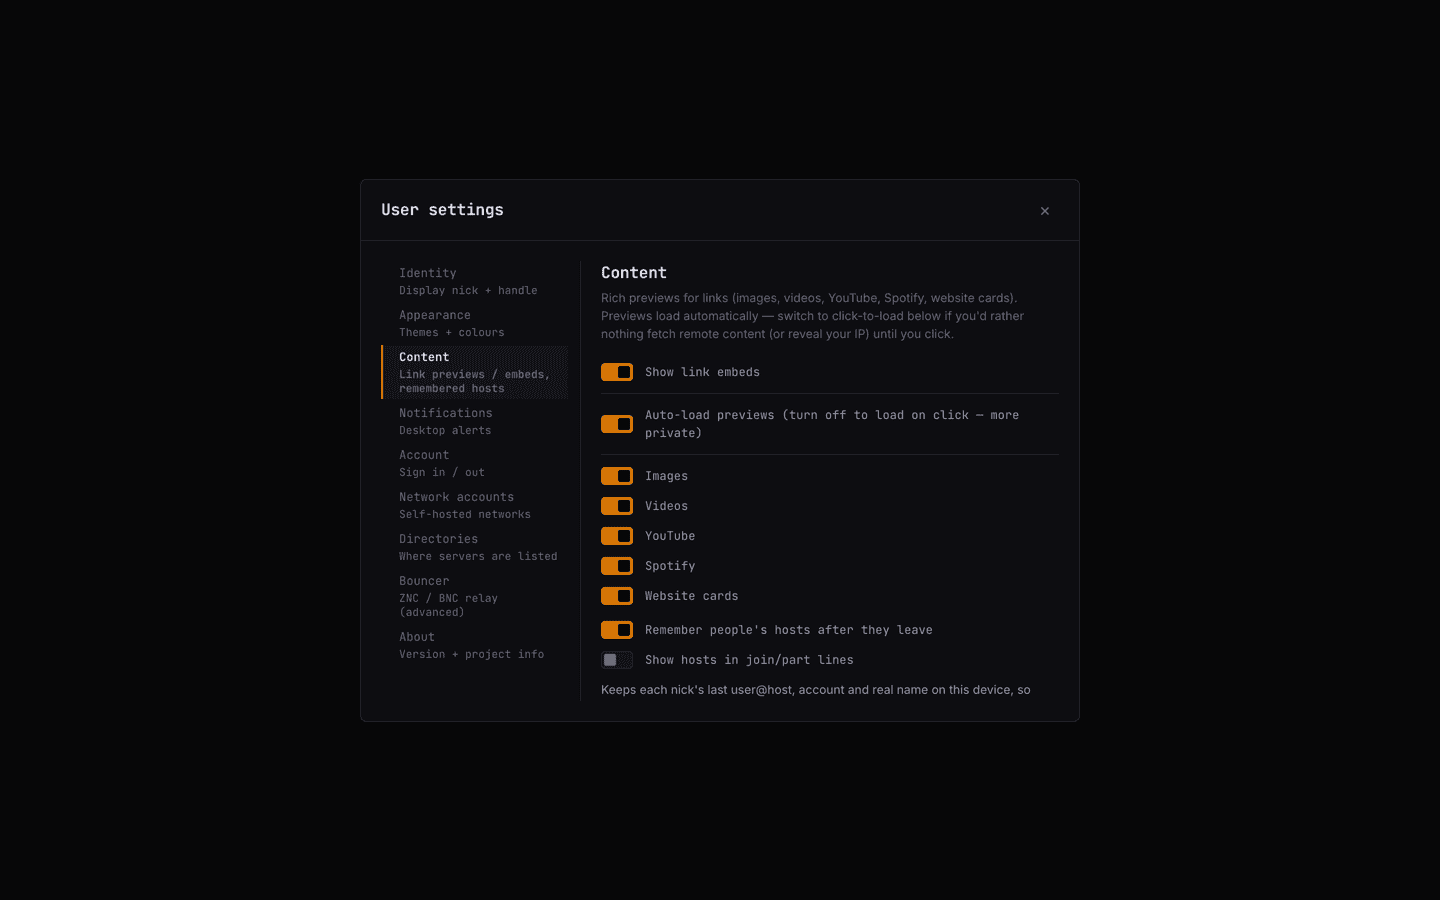 User settings
×
Identity
Display nick + handle
Appearance
Themes + colours
Content
Link previews / embeds,
remembered hosts
Notifications
Desktop alerts
Account
Sign in / out
Network accounts
Self-hosted networks
Directories
Where servers are listed
Bouncer
ZNC / BNC relay
(advanced)
About
Version + project info
Content
Rich previews for links (images, videos, YouTube, Spotify, website cards).
Previews load automatically — switch to click-to-load below if you'd rather
nothing fetch remote content (or reveal your IP) until you click.
Show link embeds
Auto-load previews (turn off to load on click — more
private)
Images
Videos
YouTube
Spotify
Website cards
Remember people's hosts after they leave
Show hosts in join/part lines
Keeps each nick's last user@host, account and real name on this device, so